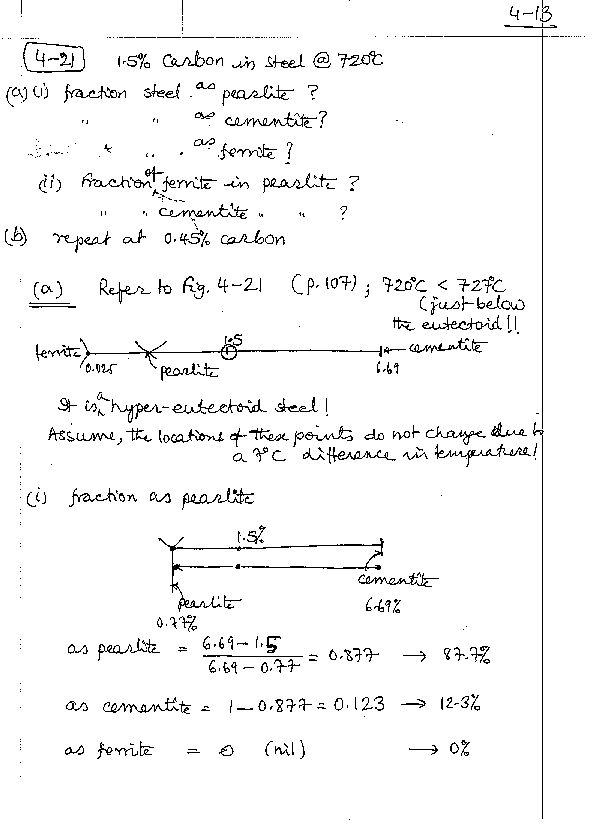 4-13
4-21 1.5% Carbon in steel @ 720°C
(a) (i) fraction steel as pearlite ?
" " as cementite ?
" " as ferrite ?
(ii) fraction of ferrite in pearlite ?
" " cementite " " ?
(b) repeat at 0.45% carbon
(a) Refer to Fig. 4-21 (p.107) ; 720°C < 727°C
(just below
the eutectoid!!
1.5
ferrite cementite
0.025 pearlite 6.69
It is a hyper-eutectoid steel !
Assume, the locations of these points do not change due to
a 7°C difference in temperature!
(i) fraction as pearlite
1.5%
cementite
pearlite 6.69%
0.77%
as pearlite = 6.69-1.5 / 6.69-0.77 = 0.877 → 87.7%
as cementite = 1-0.877 = 0.123 → 12.3%
as ferrite = 0 (nil) → 0%